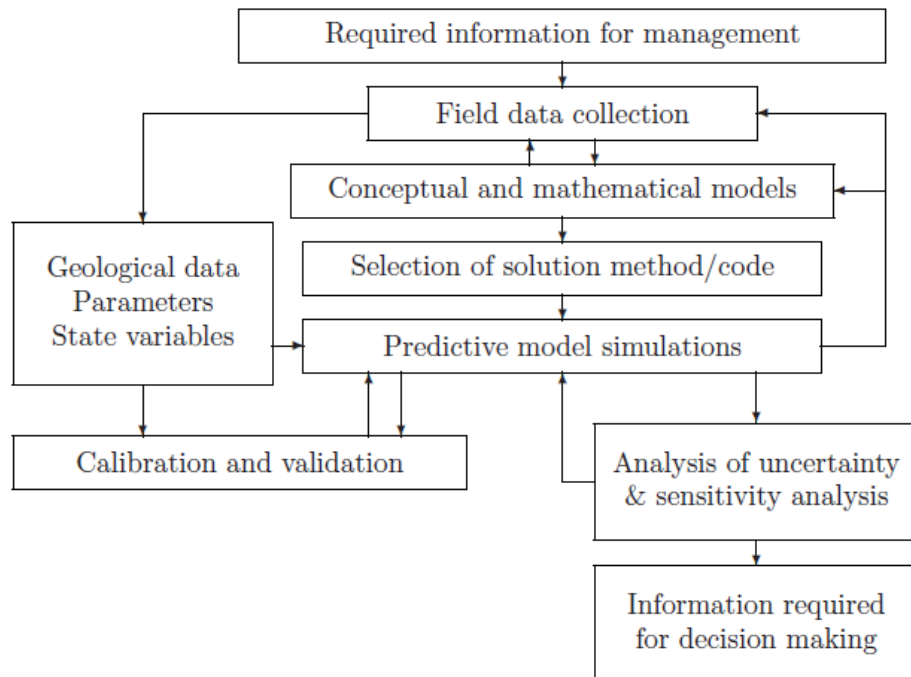 Required information for management
Field data collection
Conceptual and mathematical models
Geological data
Parameters
State variables
Selection of solution method/code
Predictive model simulations
Calibration and validation
Analysis of uncertainty
& sensitivity analysis
Information required
for decision making